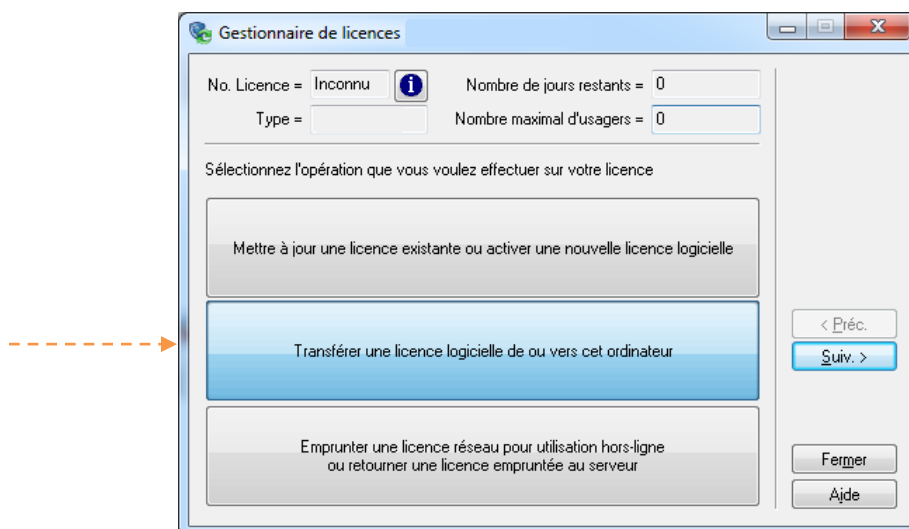 Gestionnaire de licences
No. Licence = Inconnu Nombre de jours restants = 0
Type = Nombre maximal d'usagers = 0
Sélectionnez l'opération que vous voulez effectuer sur votre licence
Mettre à jour une licence existante ou activer une nouvelle licence logicielle
Transférer une licence logicielle de ou vers cet ordinateur
< Préc.
Suiv. >
Emprunter une licence réseau pour utilisation hors-ligne
ou retourner une licence empruntée au serveur
Fermer
Aide